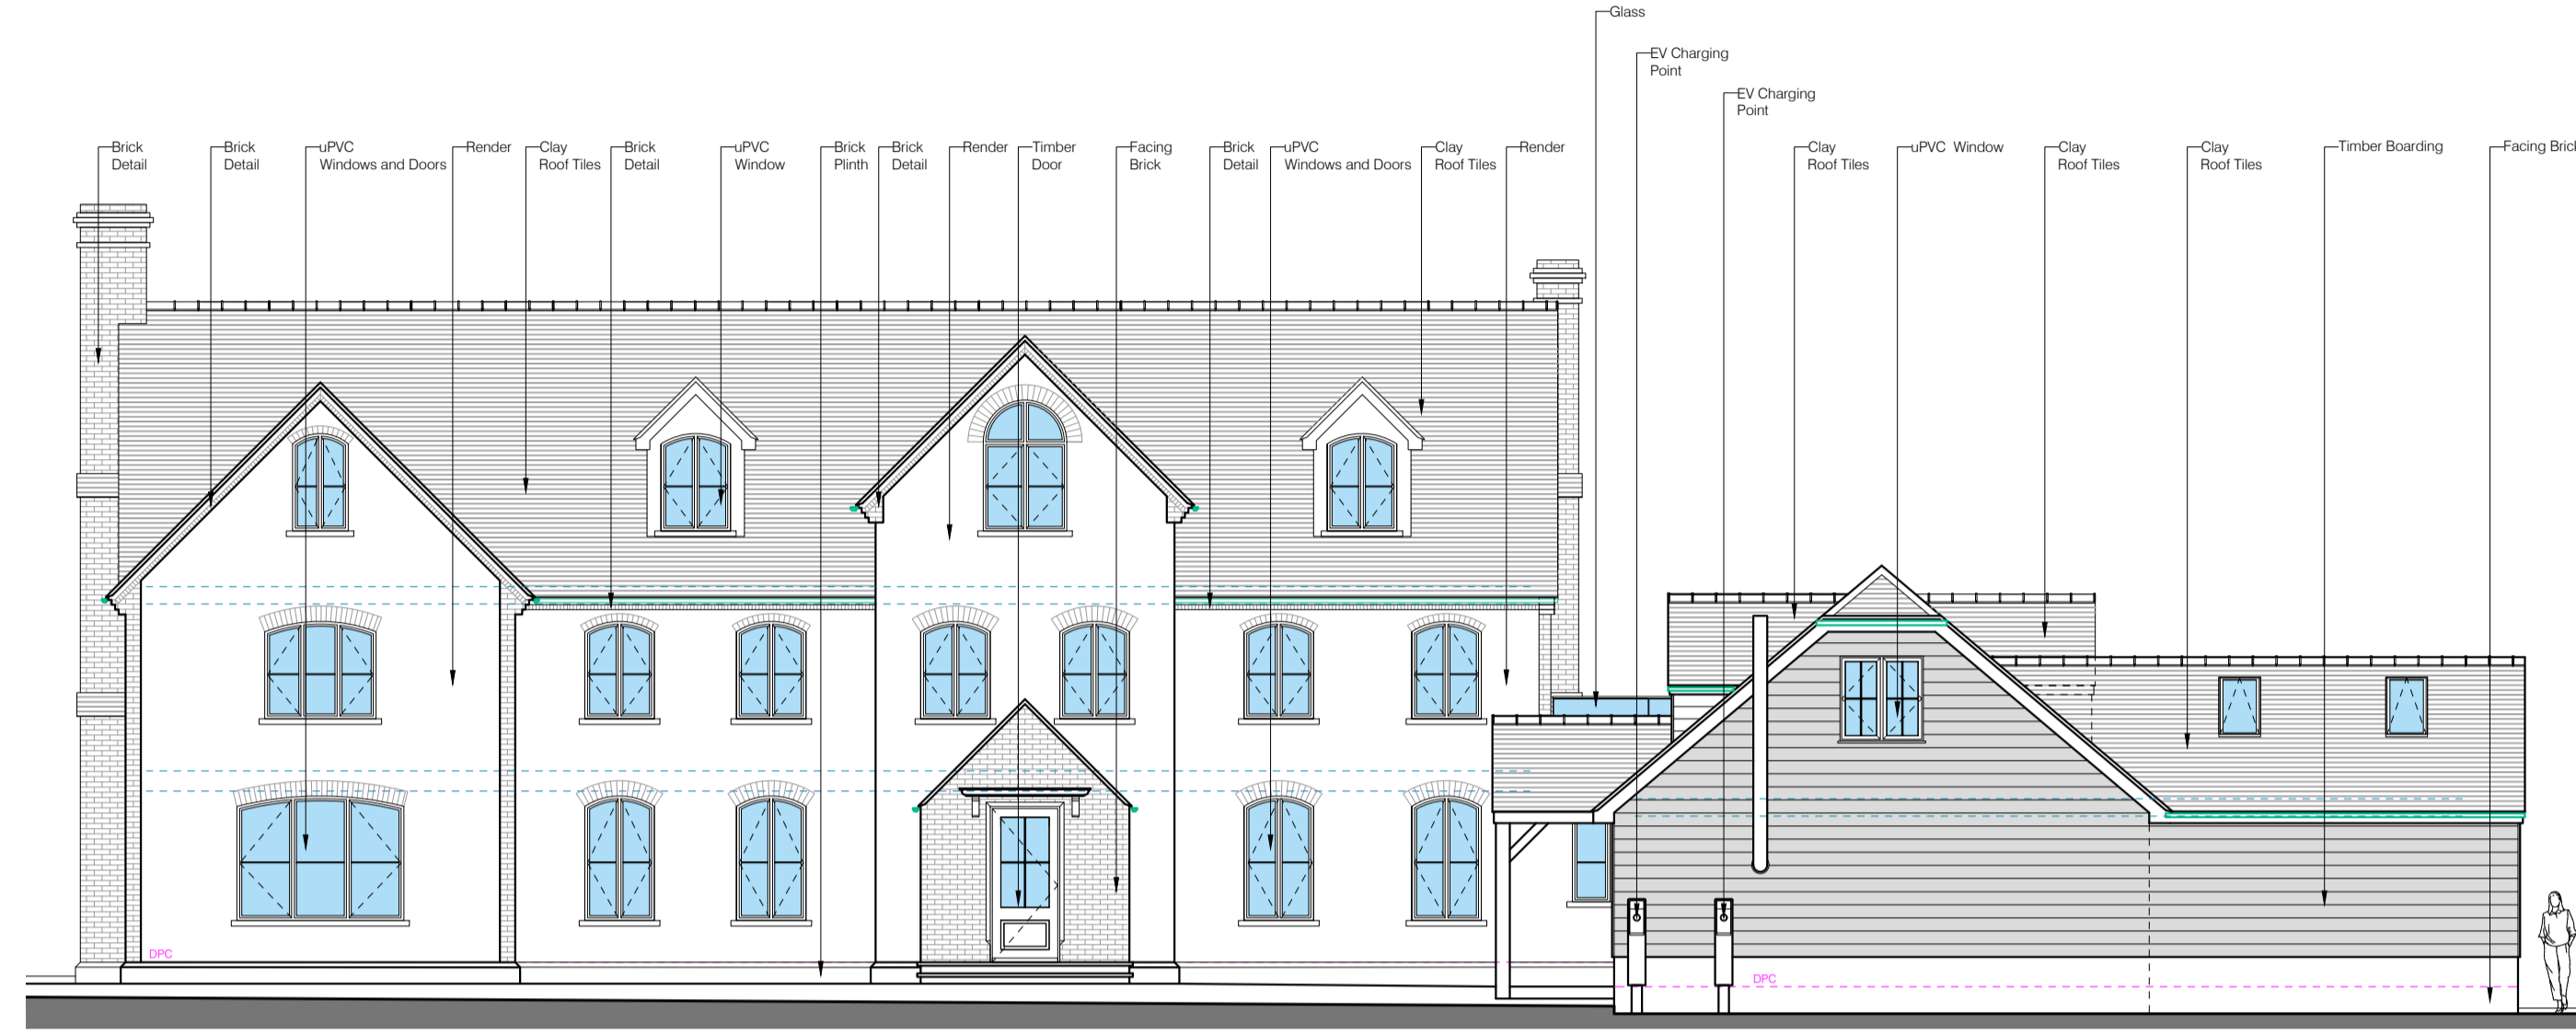 Glass
EV Charging
Point
EV Charging
Point
Brick
Detail
Brick
Detail
uPVC
Windows and Doors
Render
Clay
Roof Tiles
Brick
Detail
uPVC
Window
Brick
Plinth
Brick
Detail
Render
Timber
Door
Facing
Brick
Brick
Detail
uPVC
Windows and Doors
Clay
Roof Tiles
Render
Clay
Roof Tiles
uPVC Window
Clay
Roof Tiles
Clay
Roof Tiles
Timber Boarding
Facing Brick
DPC
DPC